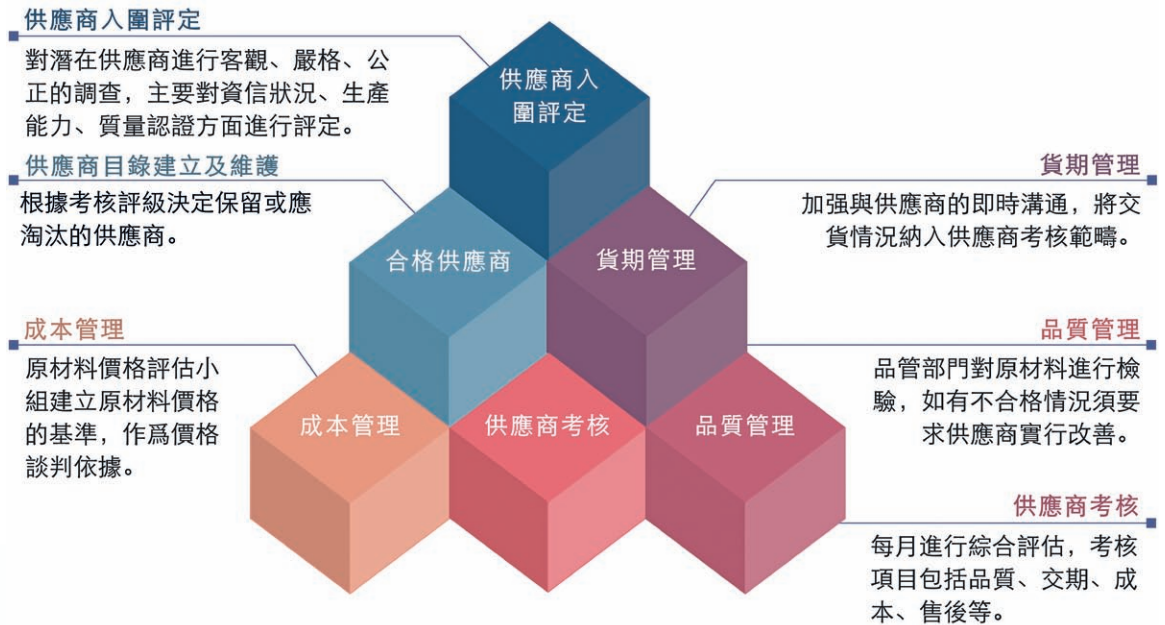 供應商入圍評定
對潛在供應商進行客觀、嚴格、公
正的調查，主要對資信狀況、生產
能力、質量認證方面進行評定。
供應商目錄建立及維護
根據考核評級決定保留或應
淘汰的供應商。
成本管理
原材料價格評估小
組建立原材料價格
的基準，作爲價格
談判依據。
供應商入
圍評定
合格供應商
貨期管理
成本管理
供應商考核
品質管理
貨期管理
加强與供應商的即時溝通，將交
貨情況納入供應商考核範疇。
品質管理
品管部門對原材料進行檢
驗，如有不合格情況須要
求供應商實行改善。
供應商考核
每月進行綜合評估，考核
項目包括品質、交期、成
本、售後等。